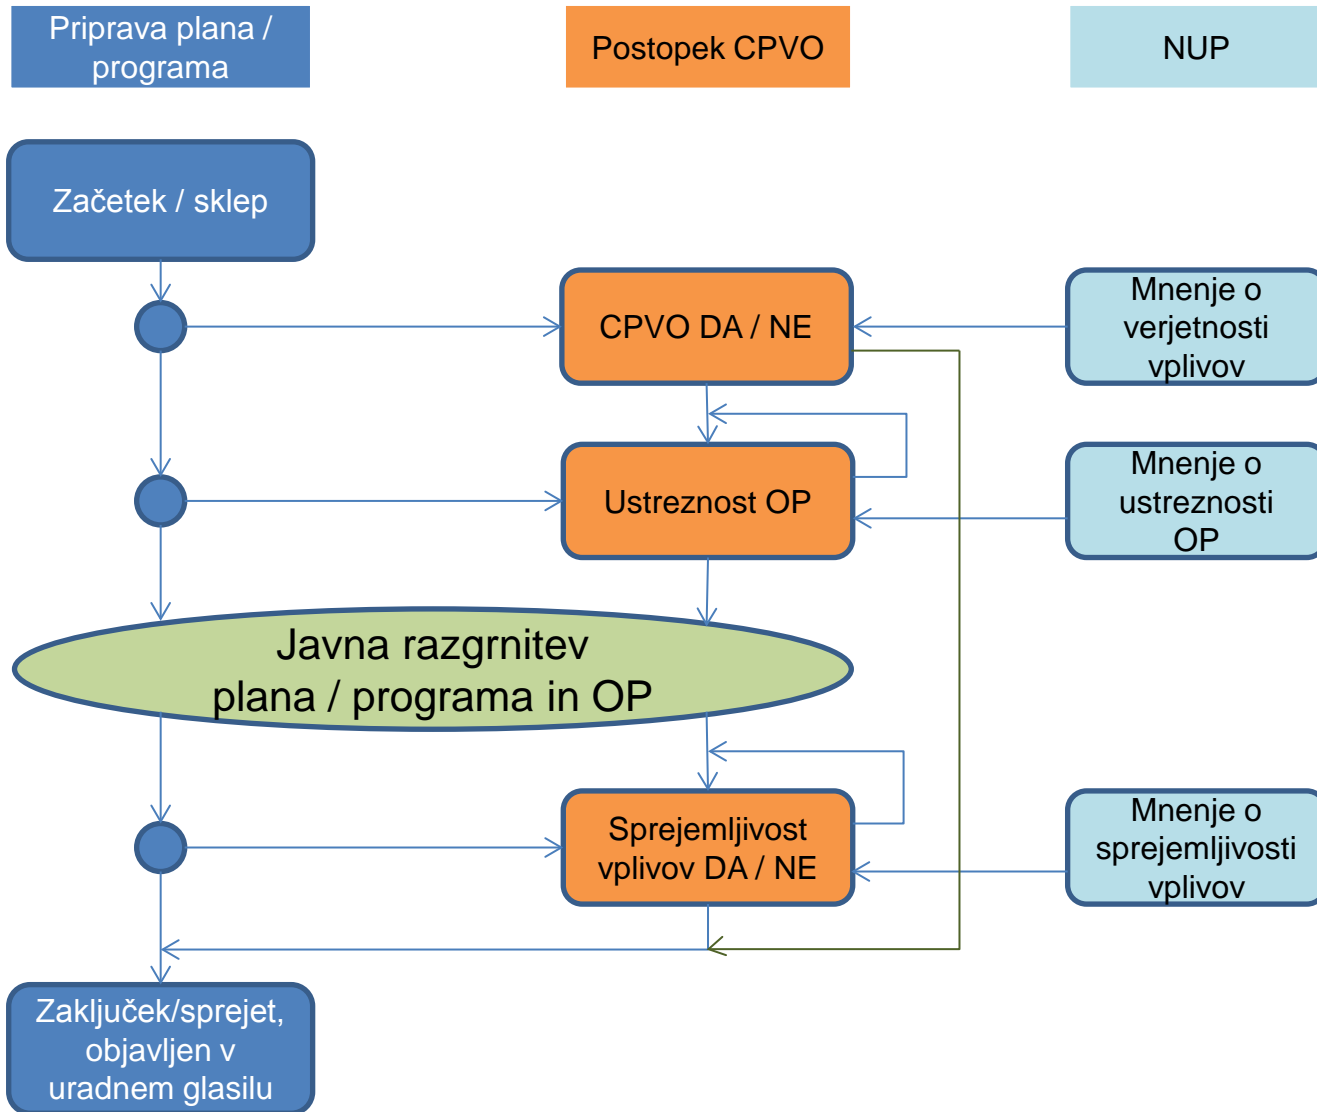 Priprava plana /
programa
Postopek CPVO
NUP
Začetek / sklep
CPVO DA / NE
Mnenje o
verjetnosti
vplivov
Ustreznost OP
Mnenje o
ustreznosti
OP
Javna razgrnitev
plana / programa in OP
Sprejemljivost
vplivov DA / NE
Mnenje o
sprejemljivosti
vplivov
Zaključek/sprejet,
objavljen v
uradnem glasilu